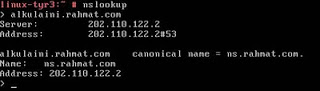 linux-tyr3:~ # nslookup
> alkulaini.rahmat.com
Server: 202.110.122.2
Address: 202.110.122.2#53
alkulaini.rahmat.com canonical name = ns.rahmat.com.
Name: ns.rahmat.com
Address: 202.110.122.2
> _